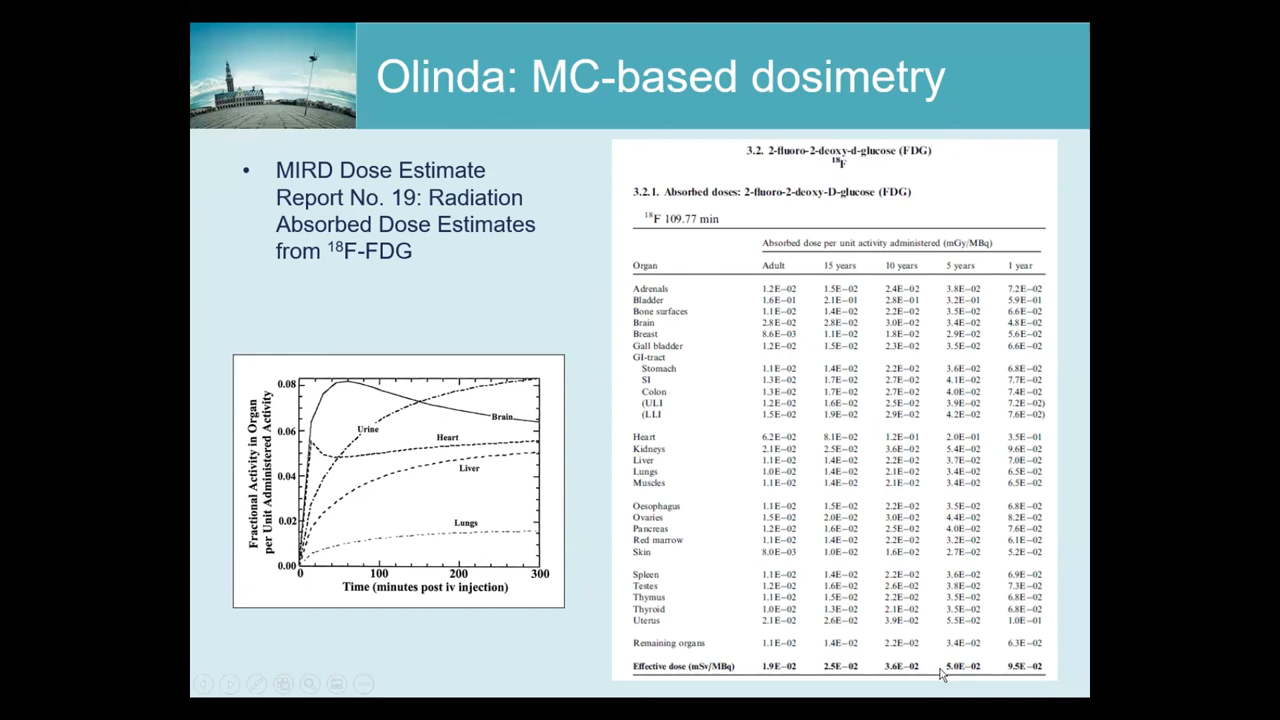 Olinda: MC-based dosimetry
• MIRD Dose Estimate
Report No. 19: Radiation
Absorbed Dose Estimates
from ¹⁸F-FDG
0.08
0.06
0.04
0.02
0.00
0 100 200 300
Fractional Activity in Organ
per Unit Administered Activity
Time (minutes post iv injection)
Brain
Urine
Heart
Liver
Lungs
3.2. 2-fluoro-2-deoxy-d-glucose (FDG)
¹⁸F
3.2.1. Absorbed doses: 2-fluoro-2-deoxy-D-glucose (FDG)
¹⁸F 109.77 min
Absorbed dose per unit activity administered (mGy/MBq)
Organ Adult 15 years 10 years 5 years 1 year
Adrenals 1.2E−02 1.5E−02 2.4E−02 3.8E−02 7.2E−02
Bladder 1.6E−01 2.1E−01 2.8E−01 3.2E−01 5.9E−01
Bone surfaces 1.1E−02 1.4E−02 2.2E−02 3.5E−02 6.6E−02
Brain 2.8E−02 2.8E−02 3.0E−02 3.4E−02 4.8E−02
Breast 8.6E−03 1.1E−02 1.8E−02 2.9E−02 5.6E−02
Gall bladder 1.2E−02 1.5E−02 2.3E−02 3.5E−02 6.6E−02
GI-tract
Stomach 1.1E−02 1.4E−02 2.2E−02 3.6E−02 6.8E−02
SI 1.3E−02 1.7E−02 2.7E−02 4.1E−02 7.7E−02
Colon 1.3E−02 1.7E−02 2.7E−02 4.0E−02 7.4E−02
(ULI 1.2E−02 1.6E−02 2.5E−02 3.9E−02 7.2E−02)
(LLI 1.5E−02 1.9E−02 2.9E−02 4.2E−02 7.6E−02)
Heart 6.2E−02 8.1E−02 1.2E−01 2.0E−01 3.5E−01
Kidneys 2.1E−02 2.5E−02 3.6E−02 5.4E−02 9.6E−02
Liver 1.1E−02 1.4E−02 2.2E−02 3.7E−02 7.0E−02
Lungs 1.0E−02 1.4E−02 2.1E−02 3.4E−02 6.5E−02
Muscles 1.1E−02 1.4E−02 2.1E−02 3.4E−02 6.5E−02
Oesophagus 1.1E−02 1.5E−02 2.2E−02 3.5E−02 6.8E−02
Ovaries 1.5E−02 2.0E−02 3.0E−02 4.4E−02 8.2E−02
Pancreas 1.2E−02 1.6E−02 2.5E−02 4.0E−02 7.6E−02
Red marrow 1.1E−02 1.4E−02 2.2E−02 3.2E−02 6.1E−02
Skin 8.0E−03 1.0E−02 1.6E−02 2.7E−02 5.2E−02
Spleen 1.1E−02 1.4E−02 2.2E−02 3.6E−02 6.9E−02
Testes 1.2E−02 1.6E−02 2.6E−02 3.8E−02 7.3E−02
Thymus 1.1E−02 1.5E−02 2.2E−02 3.5E−02 6.8E−02
Thyroid 1.0E−02 1.3E−02 2.1E−02 3.5E−02 6.8E−02
Uterus 2.1E−02 2.6E−02 3.9E−02 5.5E−02 1.0E−01
Remaining organs 1.1E−02 1.4E−02 2.2E−02 3.4E−02 6.3E−02
Effective dose (mSv/MBq) 1.9E−02 2.5E−02 3.6E−02 5.0E−02 9.5E−02